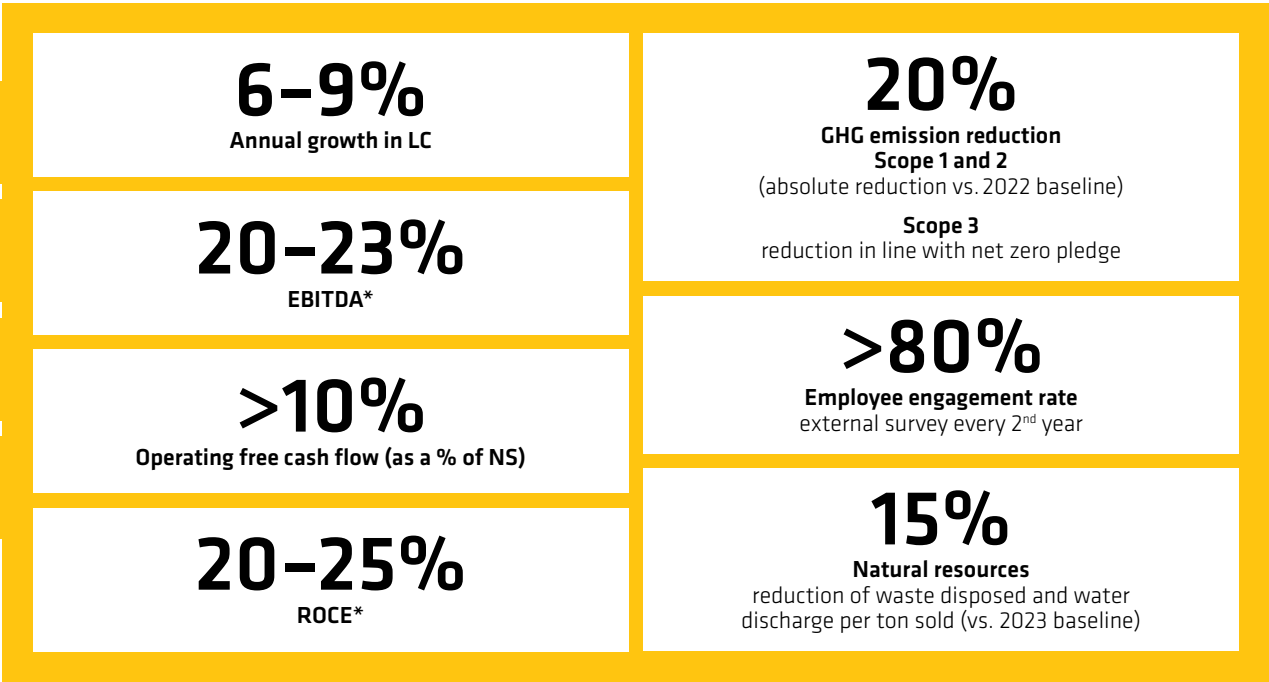 6–9%
Annual growth in LC
20–23%
EBITDA*
>10%
Operating free cash flow (as a % of NS)
20–25%
ROCE*
20%
GHG emission reduction
Scope 1 and 2
(absolute reduction vs. 2022 baseline)
Scope 3
reduction in line with net zero pledge
>80%
Employee engagement rate
external survey every 2nd year
15%
Natural resources
reduction of waste disposed and water
discharge per ton sold (vs. 2023 baseline)